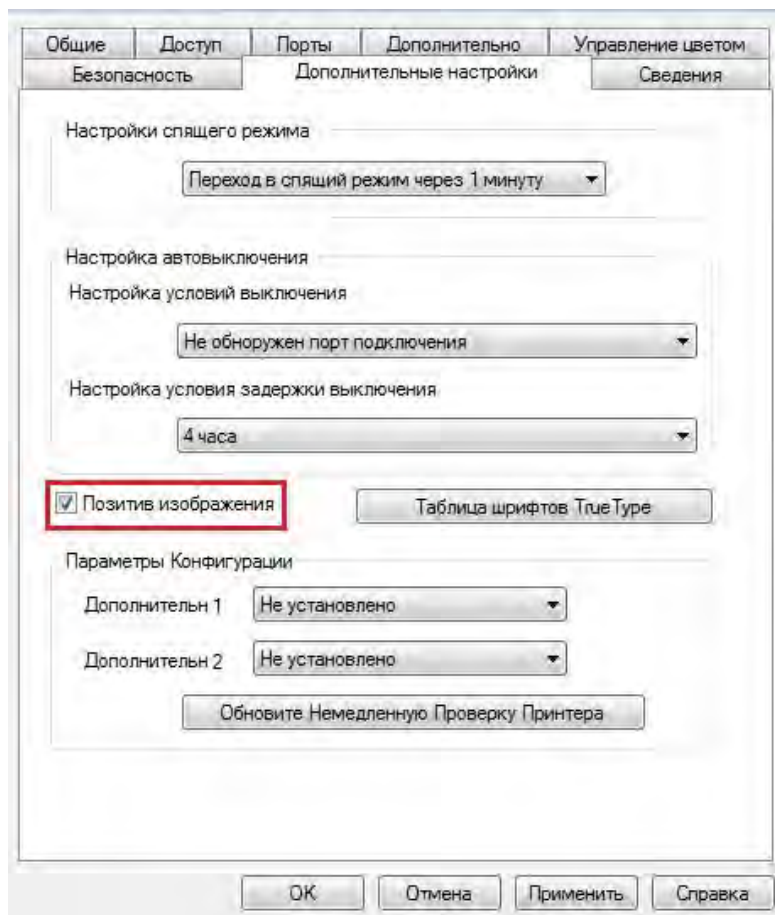 Общие Доступ Порты Дополнительно Управление цветом
Безопасность Дополнительные настройки Сведения
Настройки спящего режима
Переход в спящий режим через 1 минуту
Настройка автовыключения
Настройка условий выключения
Не обноружен порт подключения
Настройка условия задержки выключения
4 часа
Позитив изображения Таблица шрифтов TrueType
Параметры Конфигурации
Дополнительн 1 Не установлено
Дополнительн 2 Не установлено
Обновите Немедленную Проверку Принтера
OK Отмена Применить Справка